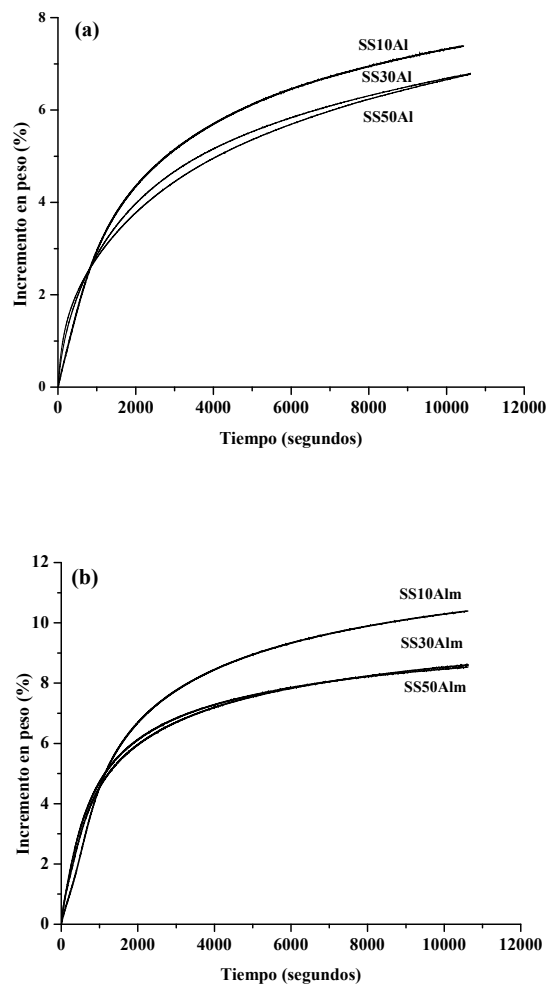 (a)
SS10Al
SS30Al
SS50Al
8
6
4
2
0
Incremento en peso (%)
0 2000 4000 6000 8000 10000 12000
Tiempo (segundos)
(b)
SS10Alm
SS30Alm
SS50Alm
12
10
8
6
4
2
0
Incremento en peso (%)
0 2000 4000 6000 8000 10000 12000
Tiempo (segundos)